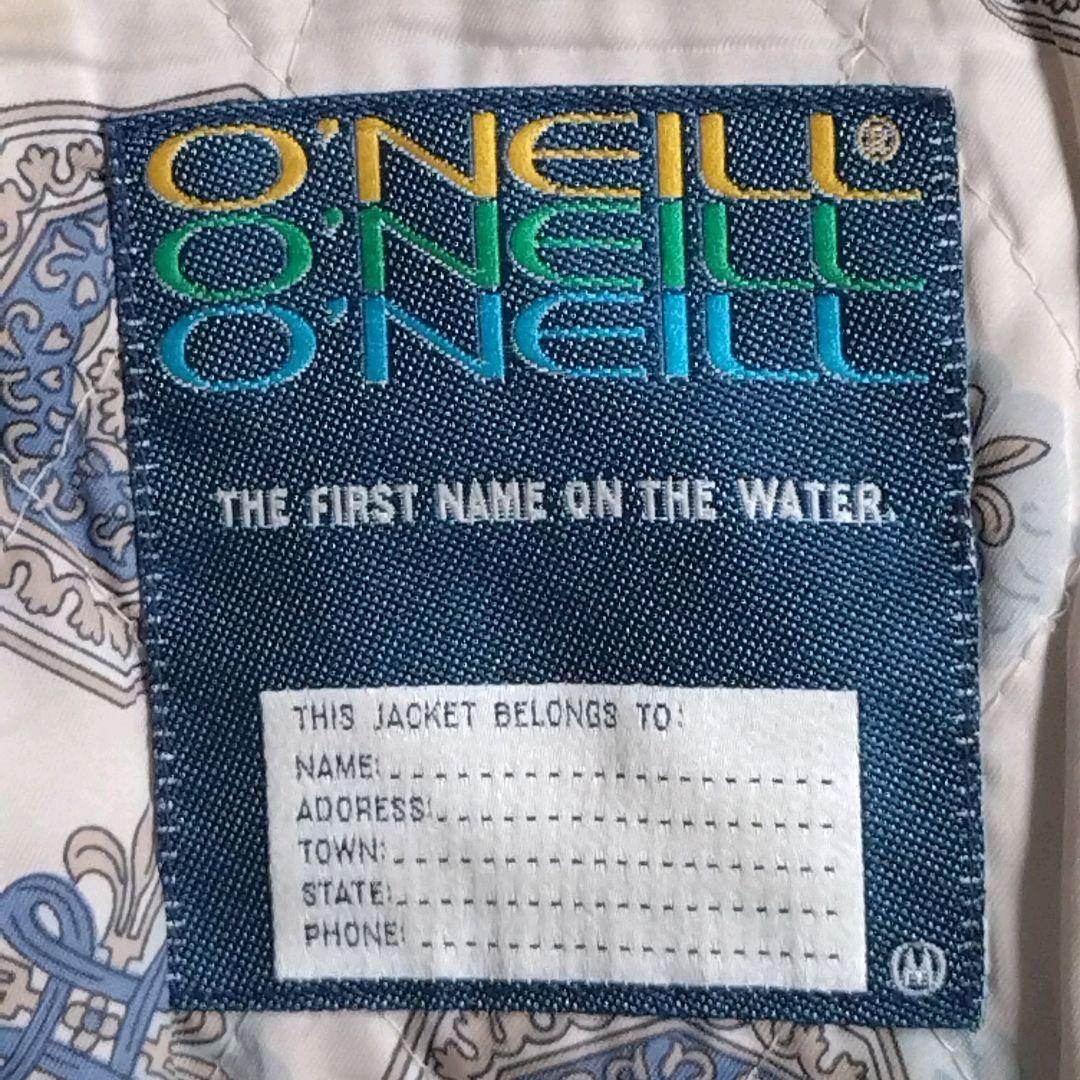 O'NEILL®
O'NEILL
O'NEILL
THE FIRST NAME ON THE WATER.
THIS JACKET BELONGS TO:
NAME:
ADDRESS:
TOWN:
STATE:
PHONE: